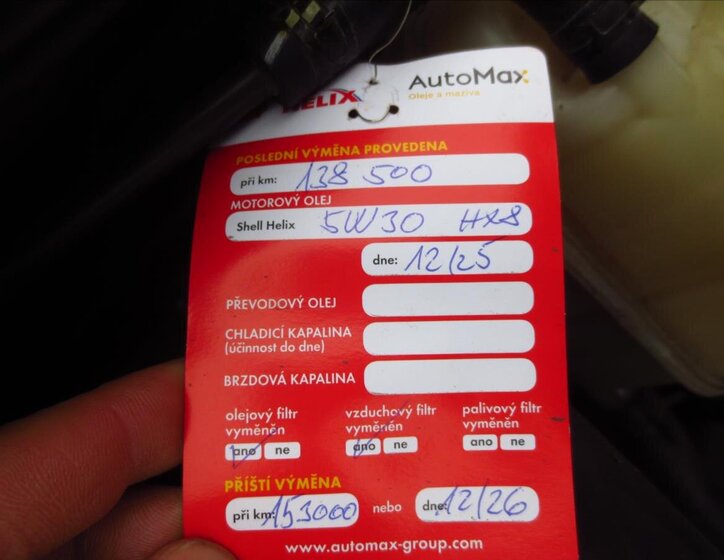 HELIX
AutoMax
Oleje a maziva
POSLEDNÍ VÝMĚNA PROVEDENA
při km: 138 500
MOTOROVÝ OLEJ
Shell Helix 5W30 HX8
dne: 12/25
PŘEVODOVÝ OLEJ
CHLADICÍ KAPALINA
(účinnost do dne)
BRZDOVÁ KAPALINA
olejový filtr vzduchový filtr palivový filtr
vyměněn vyměněn vyměněn
ano ne ano ne ano ne
PŘÍŠTÍ VÝMĚNA
při km: 153000 nebo dne: 12/26
www.automax-group.com